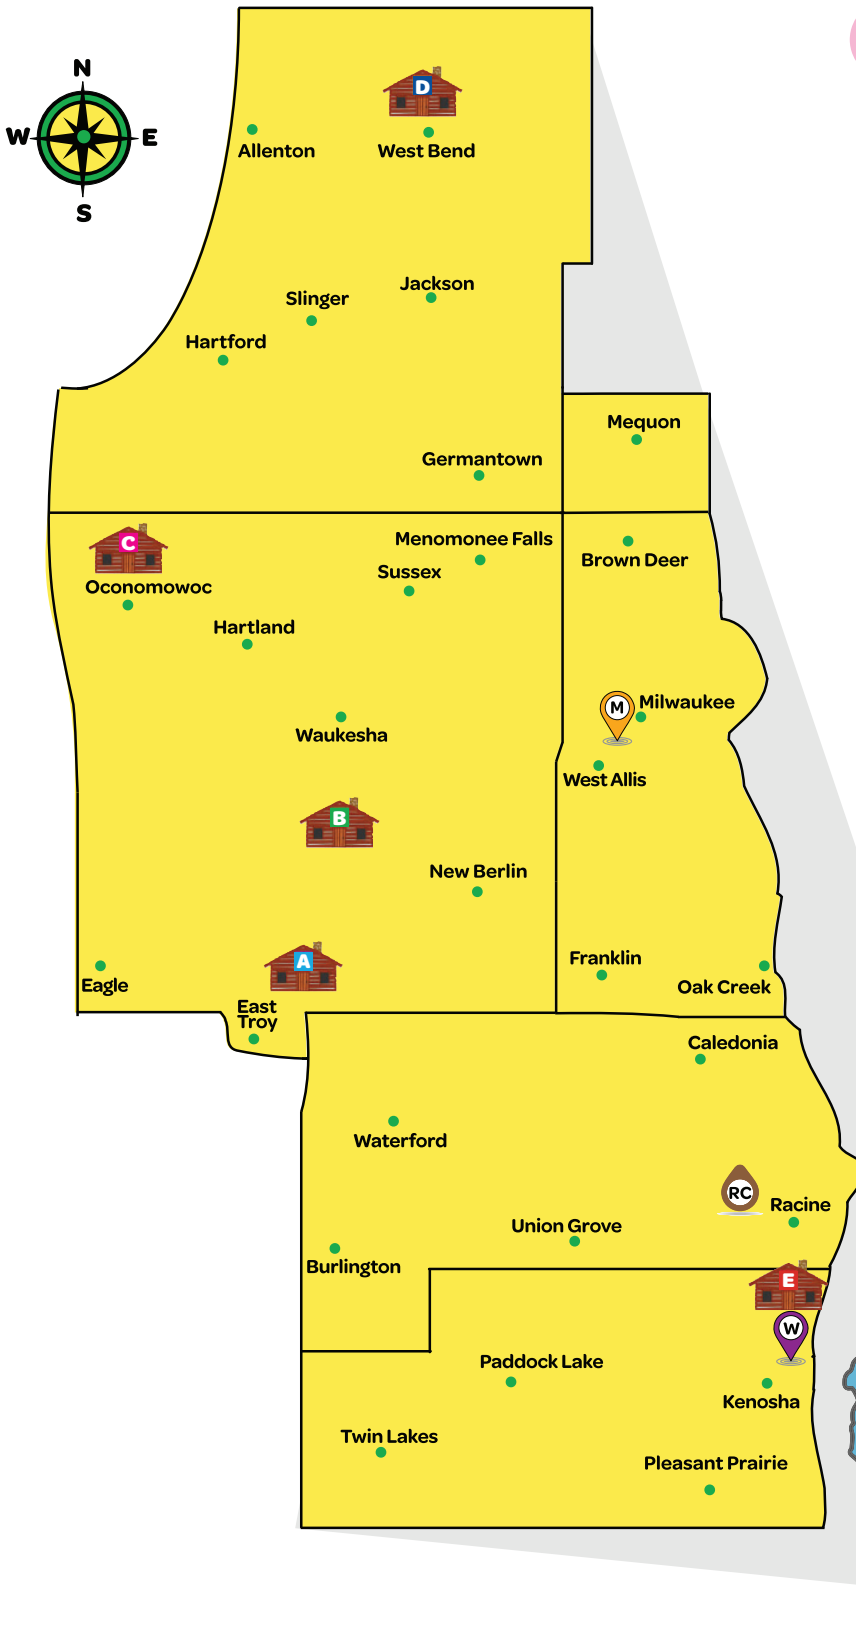 N
W
E
S
D
Allenton
West Bend
Jackson
Slinger
Hartford
Mequon
Germantown
C
Menomonee Falls
Brown Deer
Sussex
Oconomowoc
Hartland
Milwaukee
M
Waukesha
West Allis
B
New Berlin
Franklin
A
Eagle
Oak Creek
East
Troy
Caledonia
Waterford
RC
Racine
Union Grove
Burlington
E
W
Paddock Lake
Kenosha
Twin Lakes
Pleasant Prairie